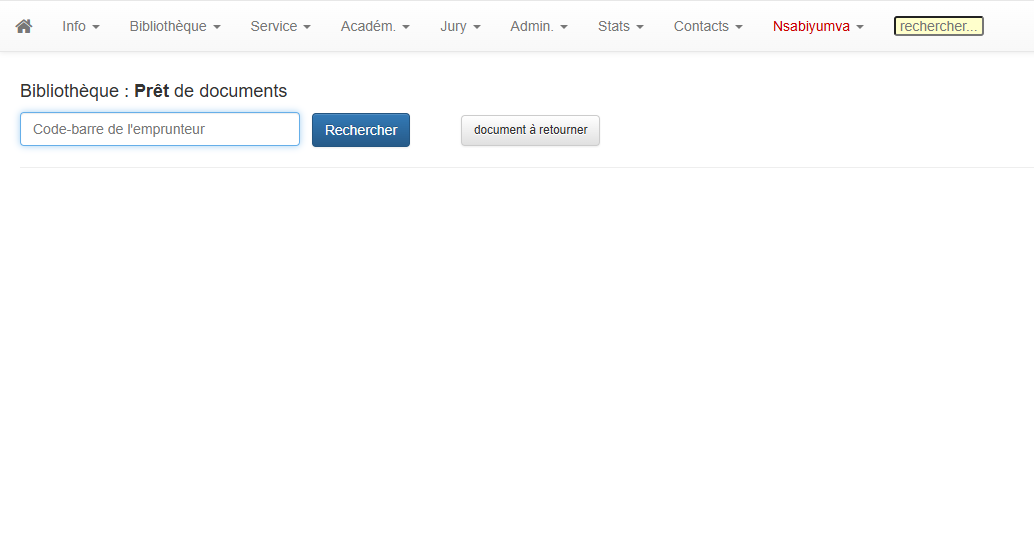 Info Bibliothèque Service Académ. Jury Admin. Stats Contacts Nsabiyumva rechercher...
Bibliothèque : Prêt de documents
Code-barre de l'emprunteur Rechercher document à retourner